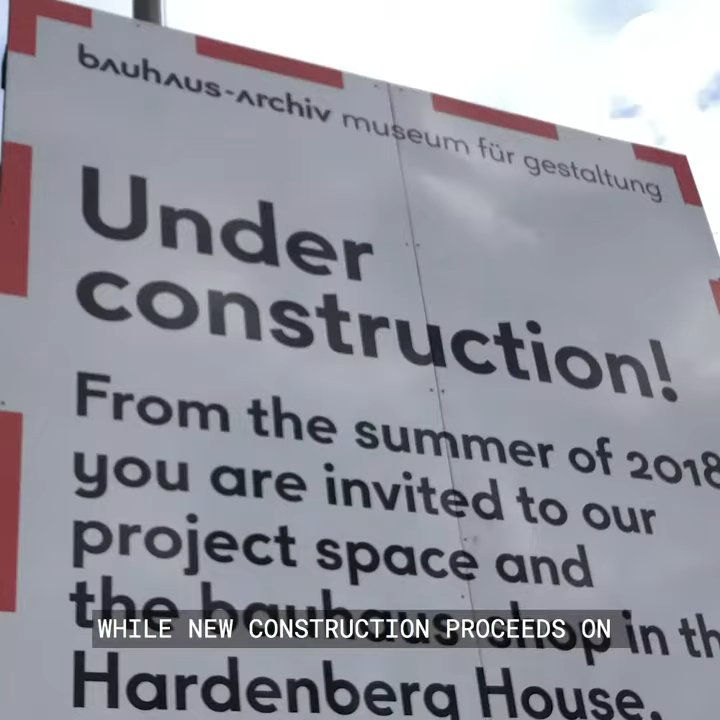 bauhaus-archiv museum für gestaltung
Under
construction!
From the summer of 2018
you are invited to our
project space and
the bauhaus shop in th
WHILE NEW CONSTRUCTION PROCEEDS ON
Hardenberg House.